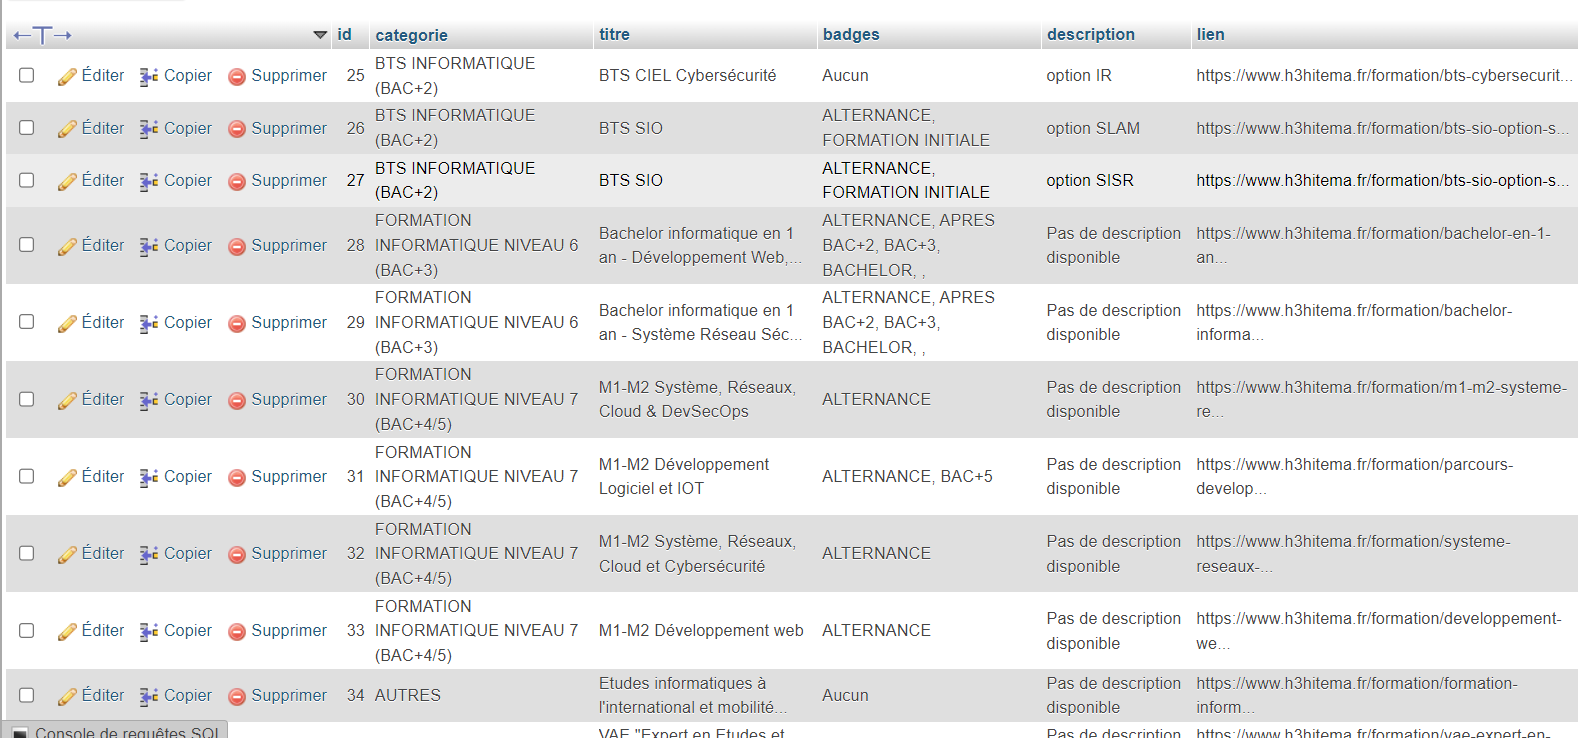 id categorie titre badges description lien
Éditer Copier Supprimer 25 BTS INFORMATIQUE (BAC+2) BTS CIEL Cybersécurité Aucun option IR https://www.h3hitema.fr/formation/bts-cybersecurit...
Éditer Copier Supprimer 26 BTS INFORMATIQUE (BAC+2) BTS SIO ALTERNANCE, FORMATION INITIALE option SLAM https://www.h3hitema.fr/formation/bts-sio-option-s...
Éditer Copier Supprimer 27 BTS INFORMATIQUE (BAC+2) BTS SIO ALTERNANCE, FORMATION INITIALE option SISR https://www.h3hitema.fr/formation/bts-sio-option-s...
Éditer Copier Supprimer 28 FORMATION INFORMATIQUE NIVEAU 6 (BAC+3) Bachelor informatique en 1 an - Développement Web,... ALTERNANCE, APRES BAC+2, BAC+3, BACHELOR, , Pas de description disponible https://www.h3hitema.fr/formation/bachelor-en-1-an...
Éditer Copier Supprimer 29 FORMATION INFORMATIQUE NIVEAU 6 (BAC+3) Bachelor informatique en 1 an - Système Réseau Séc... ALTERNANCE, APRES BAC+2, BAC+3, BACHELOR, , Pas de description disponible https://www.h3hitema.fr/formation/bachelor-informa...
Éditer Copier Supprimer 30 FORMATION INFORMATIQUE NIVEAU 7 (BAC+4/5) M1-M2 Système, Réseaux, Cloud & DevSecOps ALTERNANCE Pas de description disponible https://www.h3hitema.fr/formation/m1-m2-systeme-re...
Éditer Copier Supprimer 31 FORMATION INFORMATIQUE NIVEAU 7 (BAC+4/5) M1-M2 Développement Logiciel et IOT ALTERNANCE, BAC+5 Pas de description disponible https://www.h3hitema.fr/formation/parcours-develop...
Éditer Copier Supprimer 32 FORMATION INFORMATIQUE NIVEAU 7 (BAC+4/5) M1-M2 Système, Réseaux, Cloud et Cybersécurité ALTERNANCE Pas de description disponible https://www.h3hitema.fr/formation/systeme-reseaux-...
Éditer Copier Supprimer 33 FORMATION INFORMATIQUE NIVEAU 7 (BAC+4/5) M1-M2 Développement web ALTERNANCE Pas de description disponible https://www.h3hitema.fr/formation/developpement-we...
Éditer Copier Supprimer 34 AUTRES Etudes informatiques à l'international et mobilité... Aucun Pas de description disponible https://www.h3hitema.fr/formation/formation-inform...
Console de requêtes SQL VAE "Expert en Etudes et Pas de description https://www.h3hitema.fr/formation/vae-expert-en-